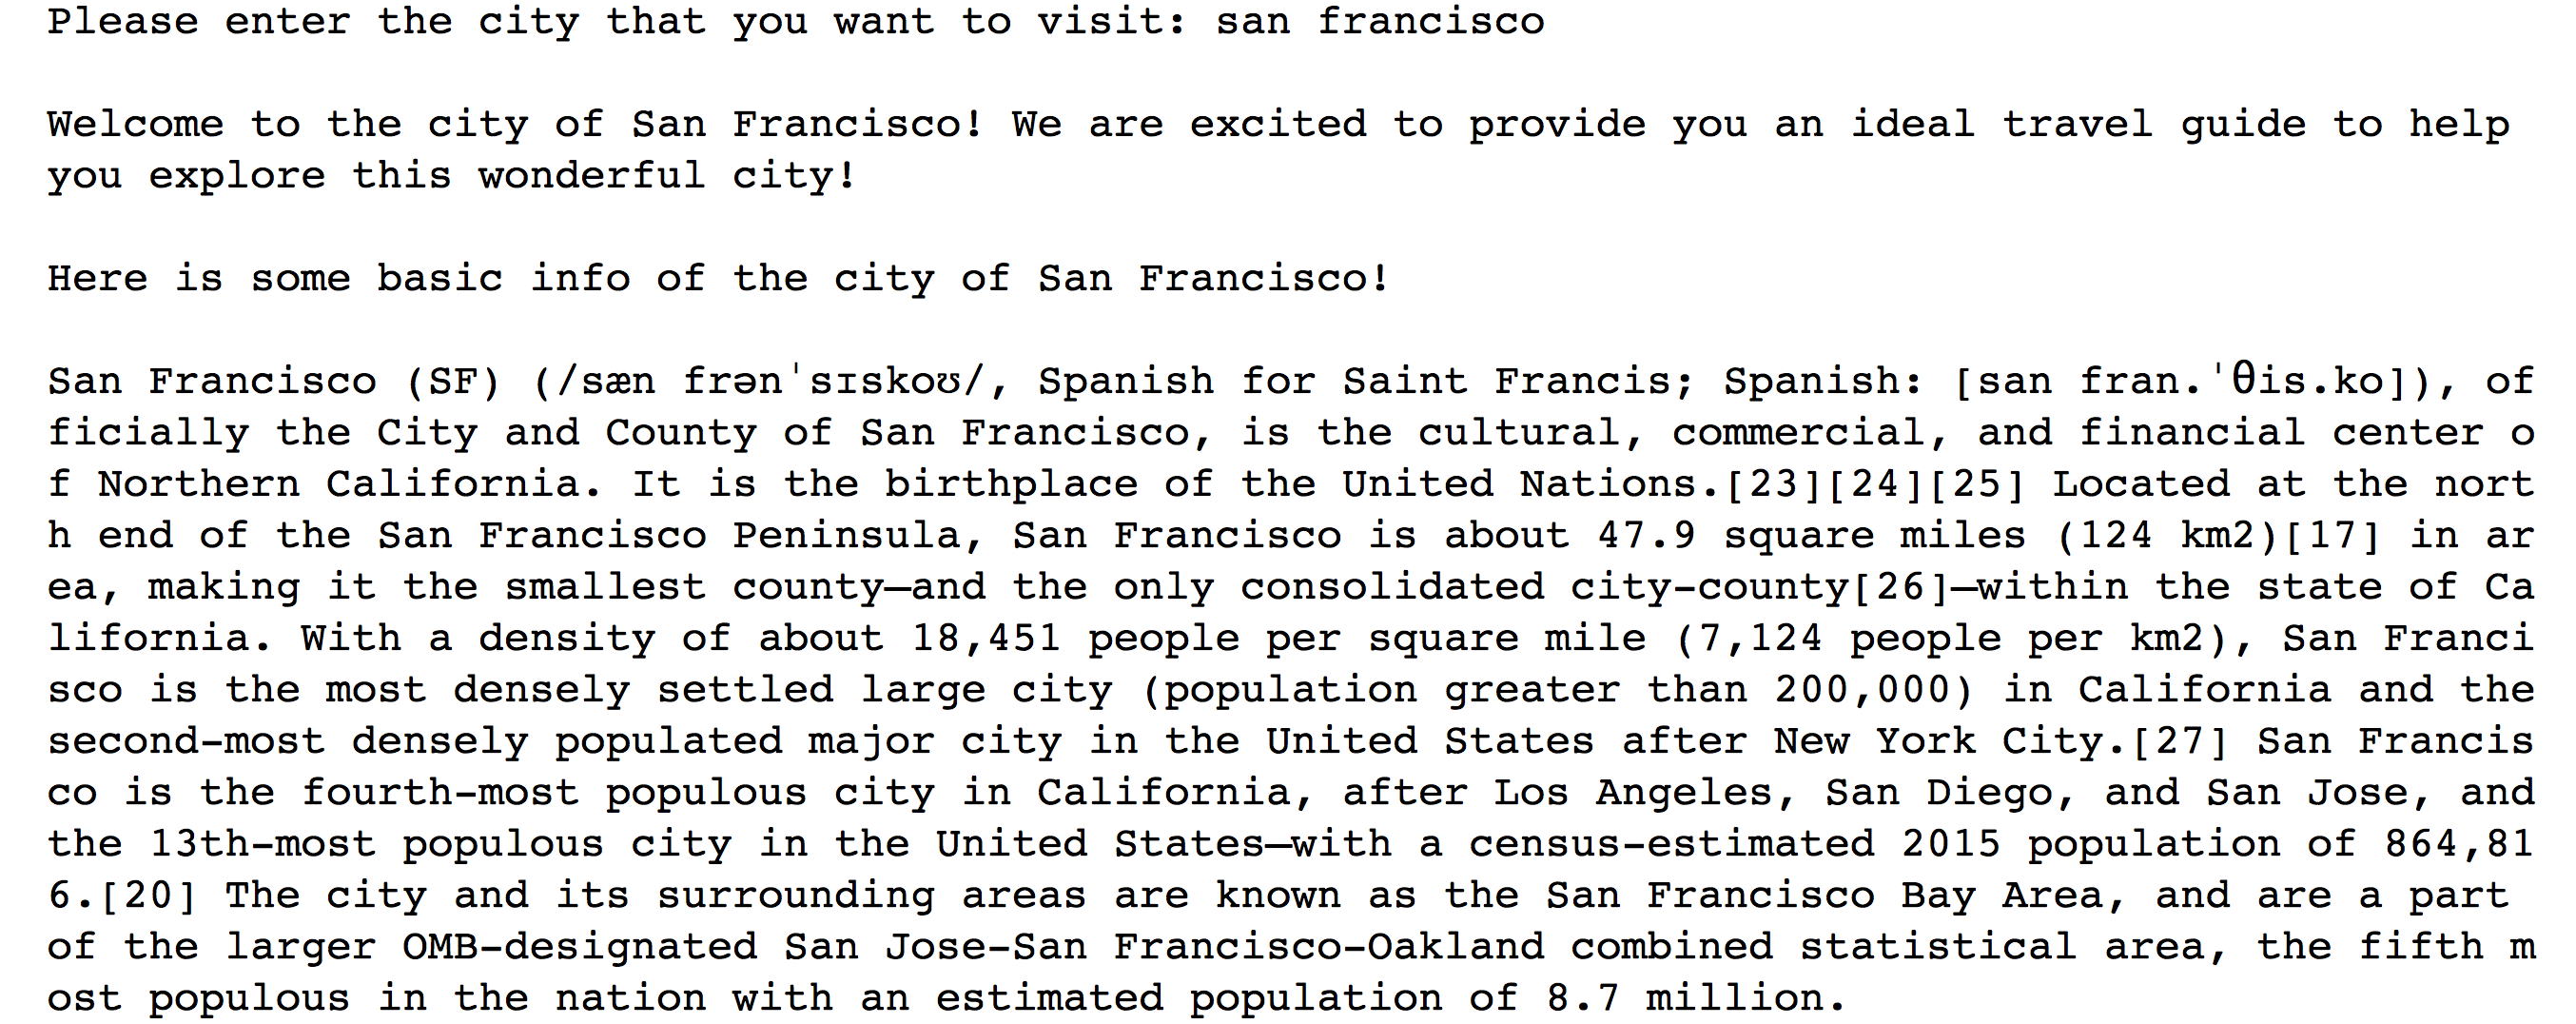 Please enter the city that you want to visit: san francisco
Welcome to the city of San Francisco! We are excited to provide you an ideal travel guide to help
you explore this wonderful city!
Here is some basic info of the city of San Francisco!
San Francisco (SF) (/sæn frənˈsɪskoʊ/, Spanish for Saint Francis; Spanish: [san fran.ˈθis.ko]), of
ficially the City and County of San Francisco, is the cultural, commercial, and financial center o
f Northern California. It is the birthplace of the United Nations.[23][24][25] Located at the nort
h end of the San Francisco Peninsula, San Francisco is about 47.9 square miles (124 km2)[17] in ar
ea, making it the smallest county—and the only consolidated city-county[26]—within the state of Ca
lifornia. With a density of about 18,451 people per square mile (7,124 people per km2), San Franci
sco is the most densely settled large city (population greater than 200,000) in California and the
second-most densely populated major city in the United States after New York City.[27] San Francis
co is the fourth-most populous city in California, after Los Angeles, San Diego, and San Jose, and
the 13th-most populous city in the United States—with a census-estimated 2015 population of 864,81
6.[20] The city and its surrounding areas are known as the San Francisco Bay Area, and are a part
of the larger OMB-designated San Jose-San Francisco-Oakland combined statistical area, the fifth m
ost populous in the nation with an estimated population of 8.7 million.